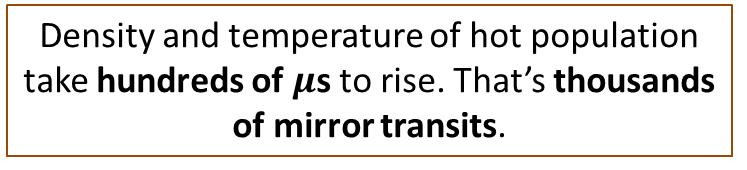 Density and temperature of hot population
take hundreds of μs to rise. That’s thousands
of mirror transits.